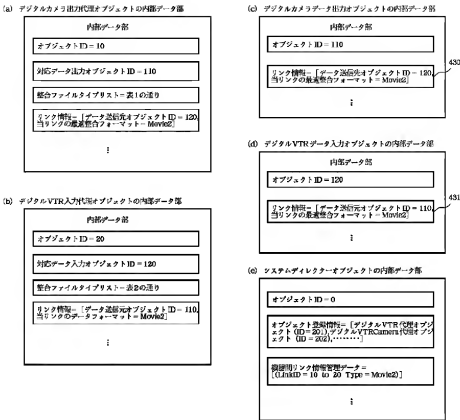 (a) デジタルカメラ出力代理オブジェクトの内部データ部
内部データ部
オブジェクトID＝10
対応データ出力オブジェクトID＝110
整合ファイルタイプリスト＝表1の通り
リンク情報＝［データ送信先オブジェクトID＝120,
当リンクの最適整合フォーマット＝Movie2］
(b) デジタルVTR入力代理オブジェクトの内部データ部
内部データ部
オブジェクトID＝20
対応データ入力オブジェクトID＝120
整合ファイルタイプリスト＝表2の通り
リンク情報＝［データ送信元オブジェクトID＝110,
当リンクのデータフォーマット＝Movie2］
(c) デジタルカメラデータ出力オブジェクトの内部データ部
内部データ部
オブジェクトID＝110
リンク情報＝［データ送信先オブジェクトID＝120,
当リンクの最適整合フォーマット＝Movie2］
430
(d) デジタルVTRデータ入力オブジェクトの内部データ部
内部データ部
オブジェクトID＝120
リンク情報＝［データ送信元オブジェクトID＝110,
当リンクの最適整合フォーマット＝Movie2］
431
(e) システムディレクターオブジェクトの内部データ部
内部データ部
オブジェクトID＝0
オブジェクト登録情報＝［デジタルVTR代理オブジ
ェクト（ID＝201）,デジタルVTRCamera代理オブジ
ェクト（ID＝202）,········］
機器間リンク情報管理データ＝
[(LinkID＝10 to 20 Type＝Movie2)]